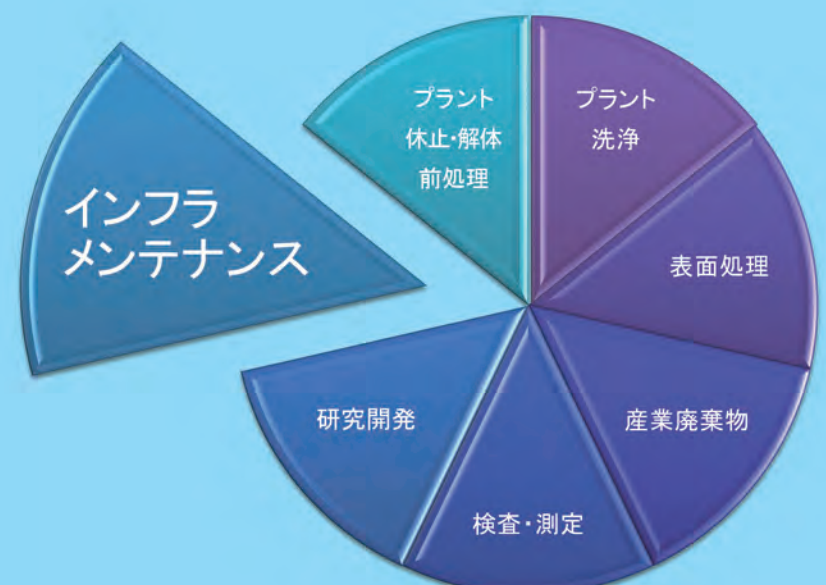 プラント
休止・解体
前処理
プラント
洗浄
インフラ
メンテナンス
表面処理
研究開発
産業廃棄物
検査・測定